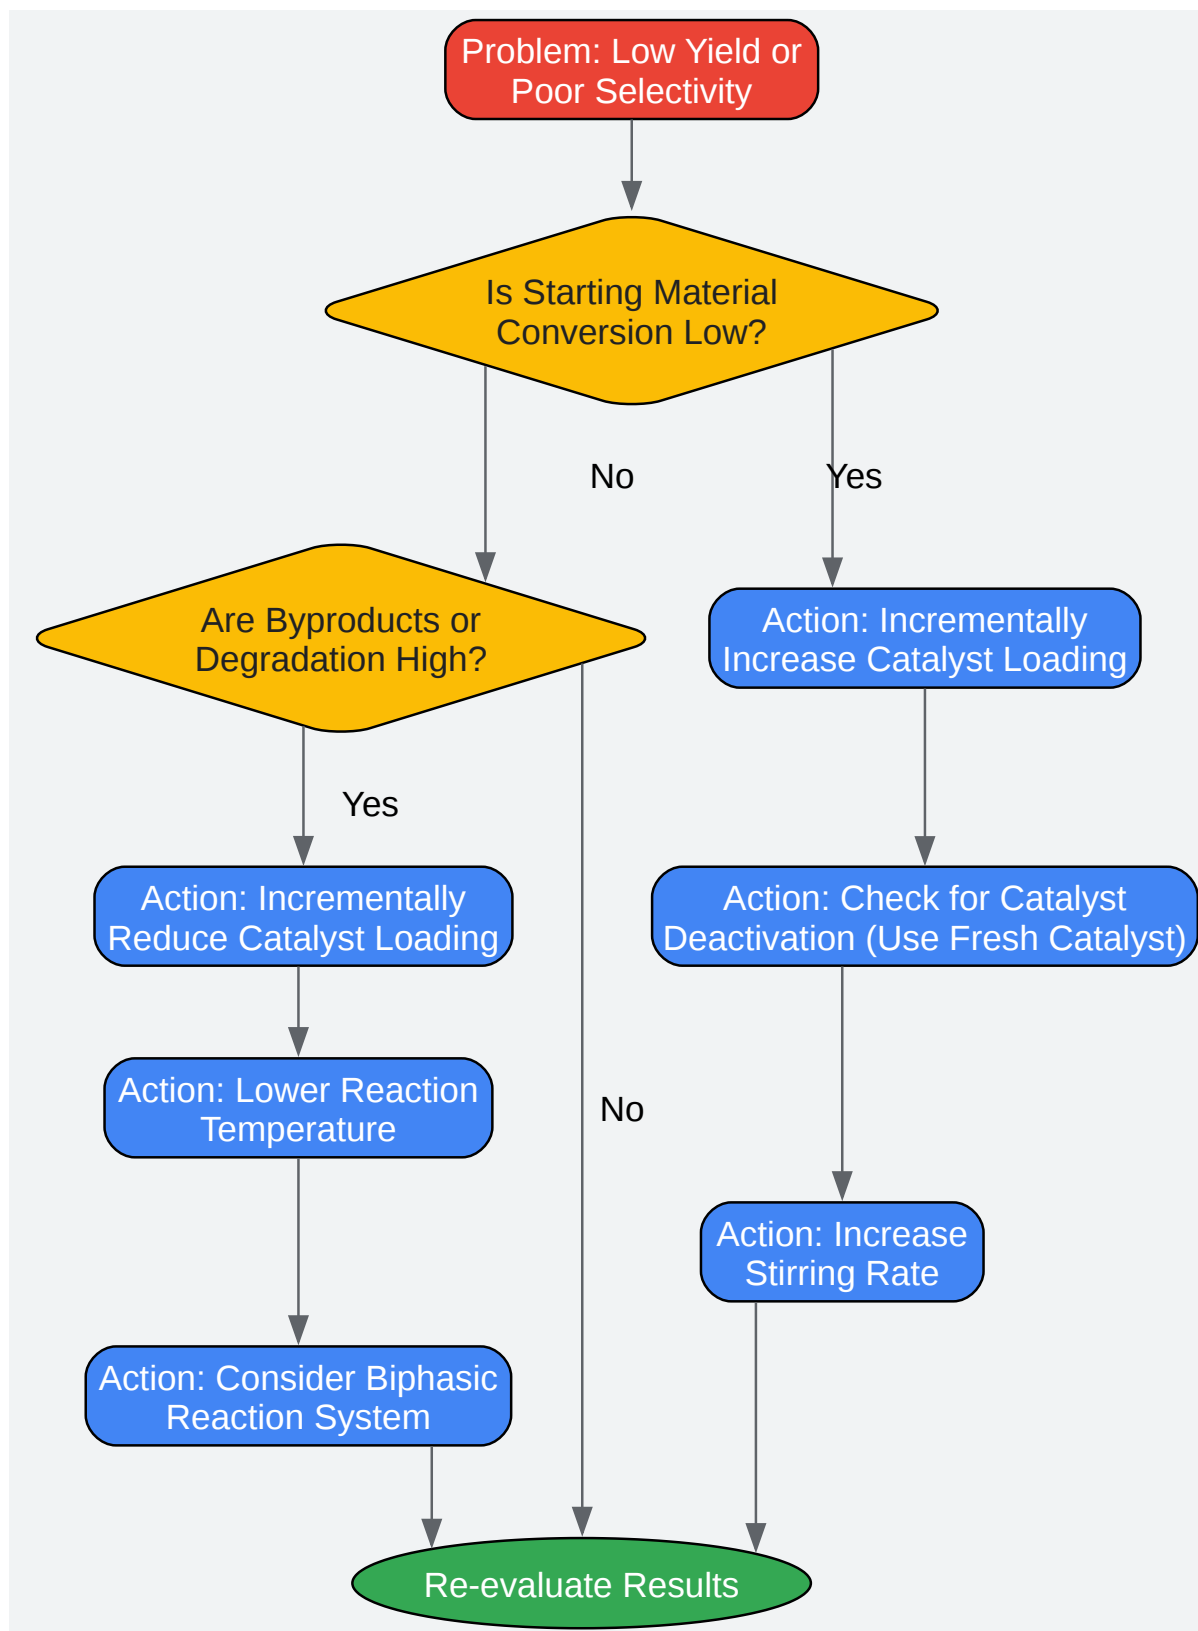 Problem: Low Yield or
Poor Selectivity
Is Starting Material
Conversion Low?
No
Yes
Are Byproducts or
Degradation High?
Action: Incrementally
Increase Catalyst Loading
Yes
Action: Incrementally
Reduce Catalyst Loading
Action: Check for Catalyst
Deactivation (Use Fresh Catalyst)
Action: Lower Reaction
Temperature
No
Action: Increase
Stirring Rate
Action: Consider Biphasic
Reaction System
Re-evaluate Results